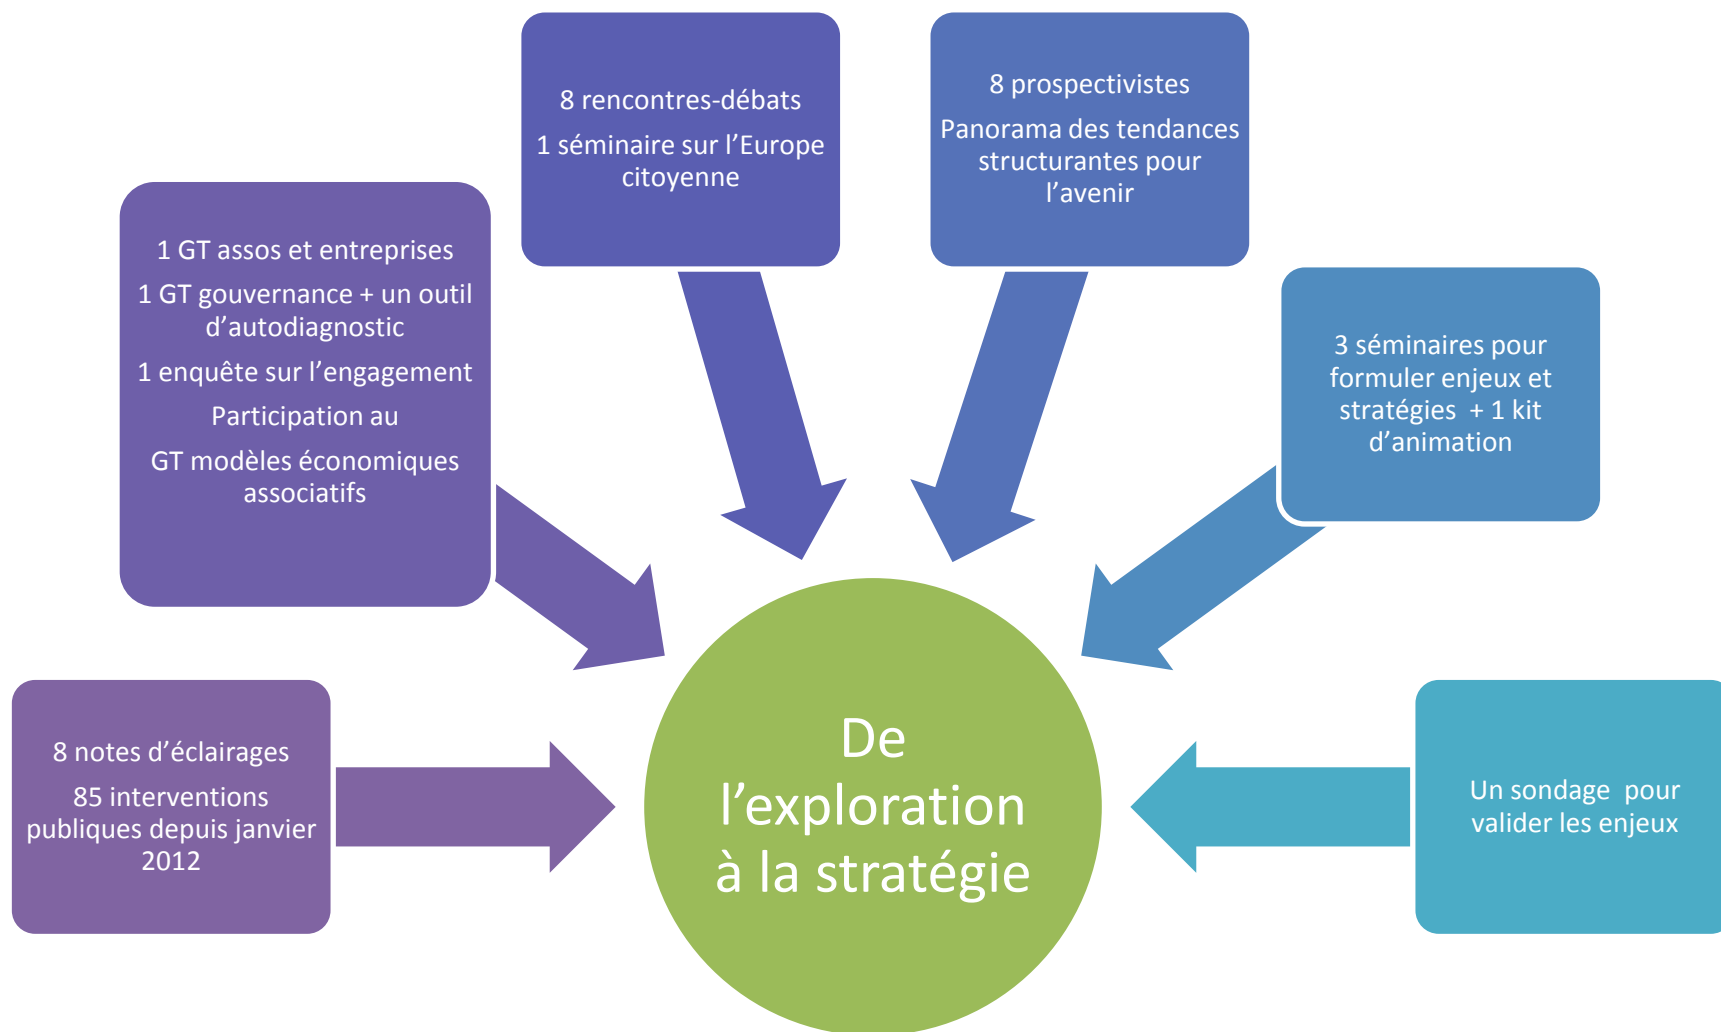 8 rencontres-débats
1 séminaire sur l’Europe
citoyenne
8 prospectivistes
Panorama des tendances
structurantes pour
l’avenir
1 GT assos et entreprises
1 GT gouvernance + un outil
d’autodiagnostic
1 enquête sur l’engagement
Participation au
GT modèles économiques
associatifs
3 séminaires pour
formuler enjeux et
stratégies + 1 kit
d’animation
8 notes d’éclairages
85 interventions
publiques depuis janvier
2012
De
l’exploration
à la stratégie
Un sondage pour
valider les enjeux